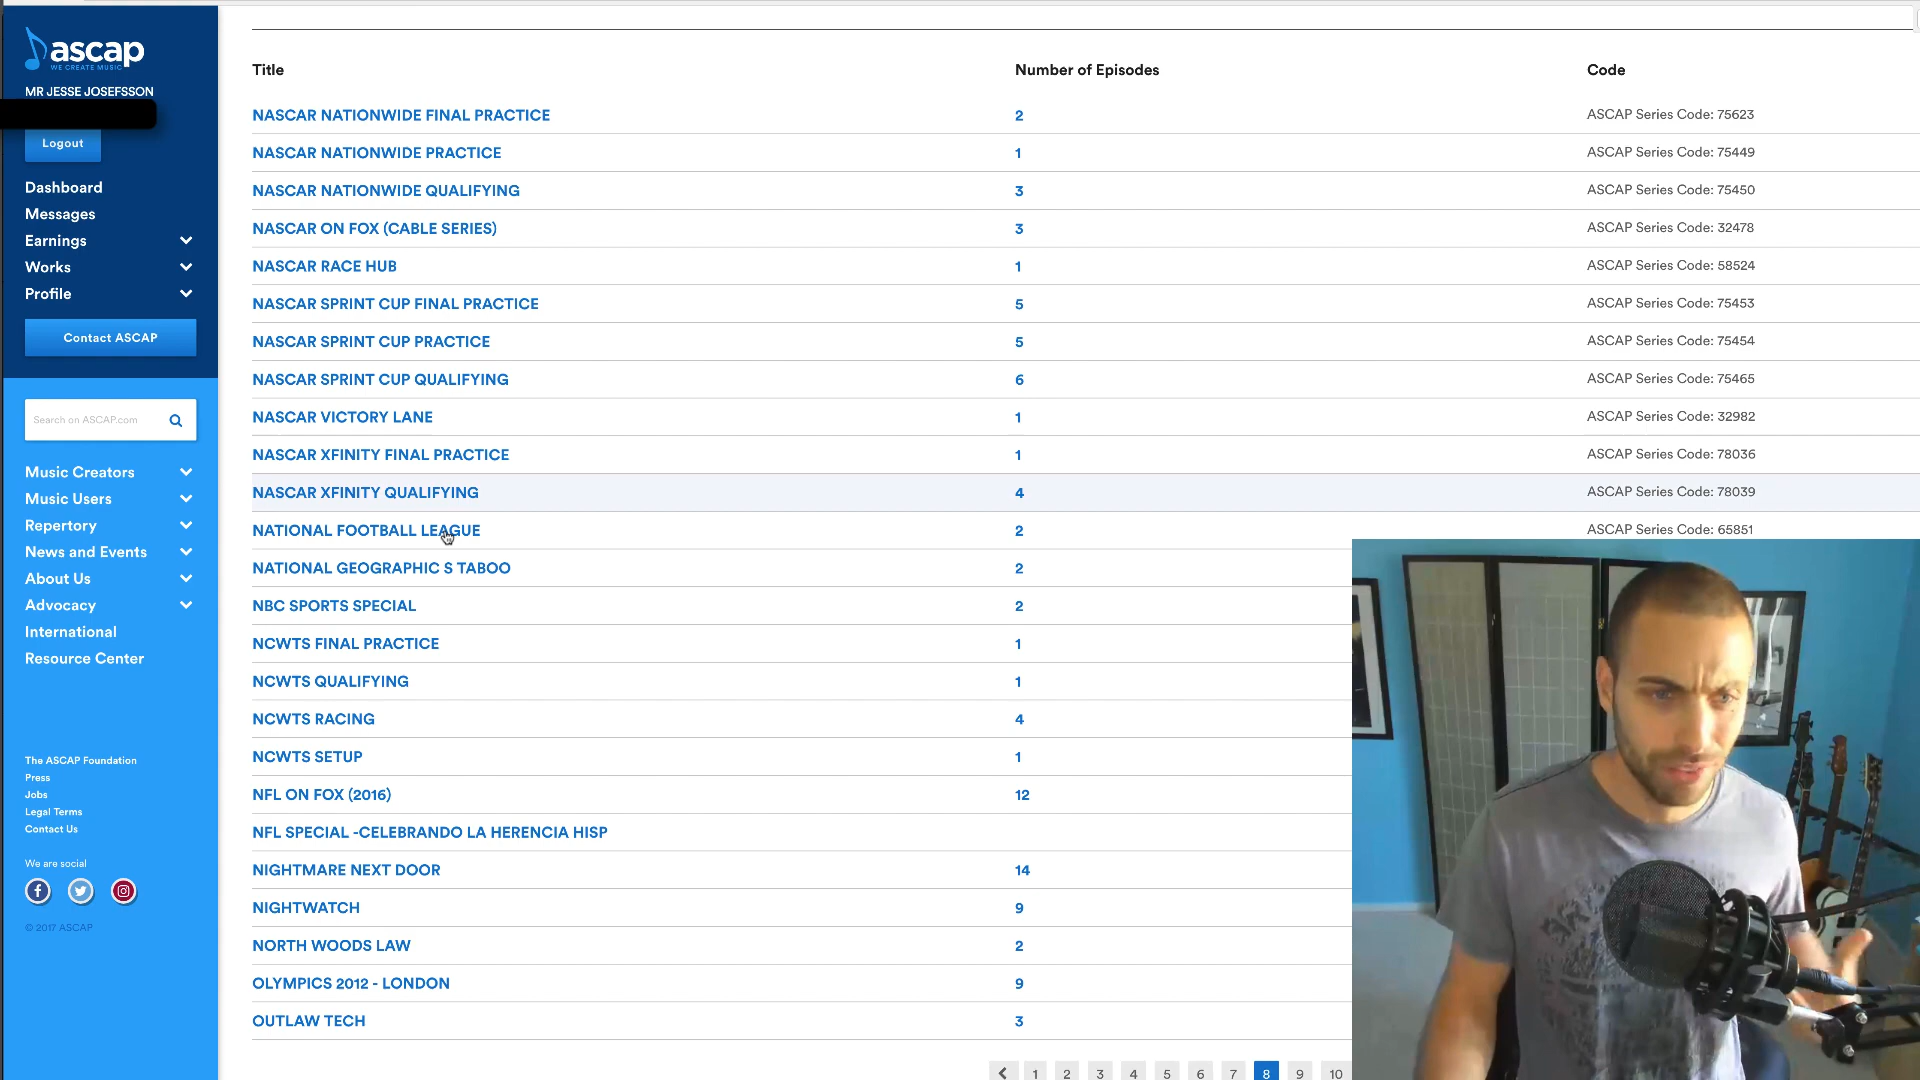 ascap
WE CREATE MUSIC
MR JESSE JOSEFSSON
Logout
Dashboard
Messages
Earnings
Works
Profile
Contact ASCAP
Search on ASCAP.com
Music Creators
Music Users
Repertory
News and Events
About Us
Advocacy
International
Resource Center
The ASCAP Foundation
Press
Jobs
Legal Terms
Contact Us
We are social
© 2017 ASCAP
Title Number of Episodes Code
NASCAR NATIONWIDE FINAL PRACTICE 2 ASCAP Series Code: 75623
NASCAR NATIONWIDE PRACTICE 1 ASCAP Series Code: 75449
NASCAR NATIONWIDE QUALIFYING 3 ASCAP Series Code: 75450
NASCAR ON FOX (CABLE SERIES) 3 ASCAP Series Code: 32478
NASCAR RACE HUB 1 ASCAP Series Code: 58524
NASCAR SPRINT CUP FINAL PRACTICE 5 ASCAP Series Code: 75453
NASCAR SPRINT CUP PRACTICE 5 ASCAP Series Code: 75454
NASCAR SPRINT CUP QUALIFYING 6 ASCAP Series Code: 75465
NASCAR VICTORY LANE 1 ASCAP Series Code: 32982
NASCAR XFINITY FINAL PRACTICE 1 ASCAP Series Code: 78036
NASCAR XFINITY QUALIFYING 4 ASCAP Series Code: 78039
NATIONAL FOOTBALL LEAGUE 2 ASCAP Series Code: 65851
NATIONAL GEOGRAPHIC S TABOO 2
NBC SPORTS SPECIAL 2
NCWTS FINAL PRACTICE 1
NCWTS QUALIFYING 1
NCWTS RACING 4
NCWTS SETUP 1
NFL ON FOX (2016) 12
NFL SPECIAL -CELEBRANDO LA HERENCIA HISP
NIGHTMARE NEXT DOOR 14
NIGHTWATCH 9
NORTH WOODS LAW 2
OLYMPICS 2012 - LONDON 9
OUTLAW TECH 3
1 2 3 4 5 6 7 8 9 10